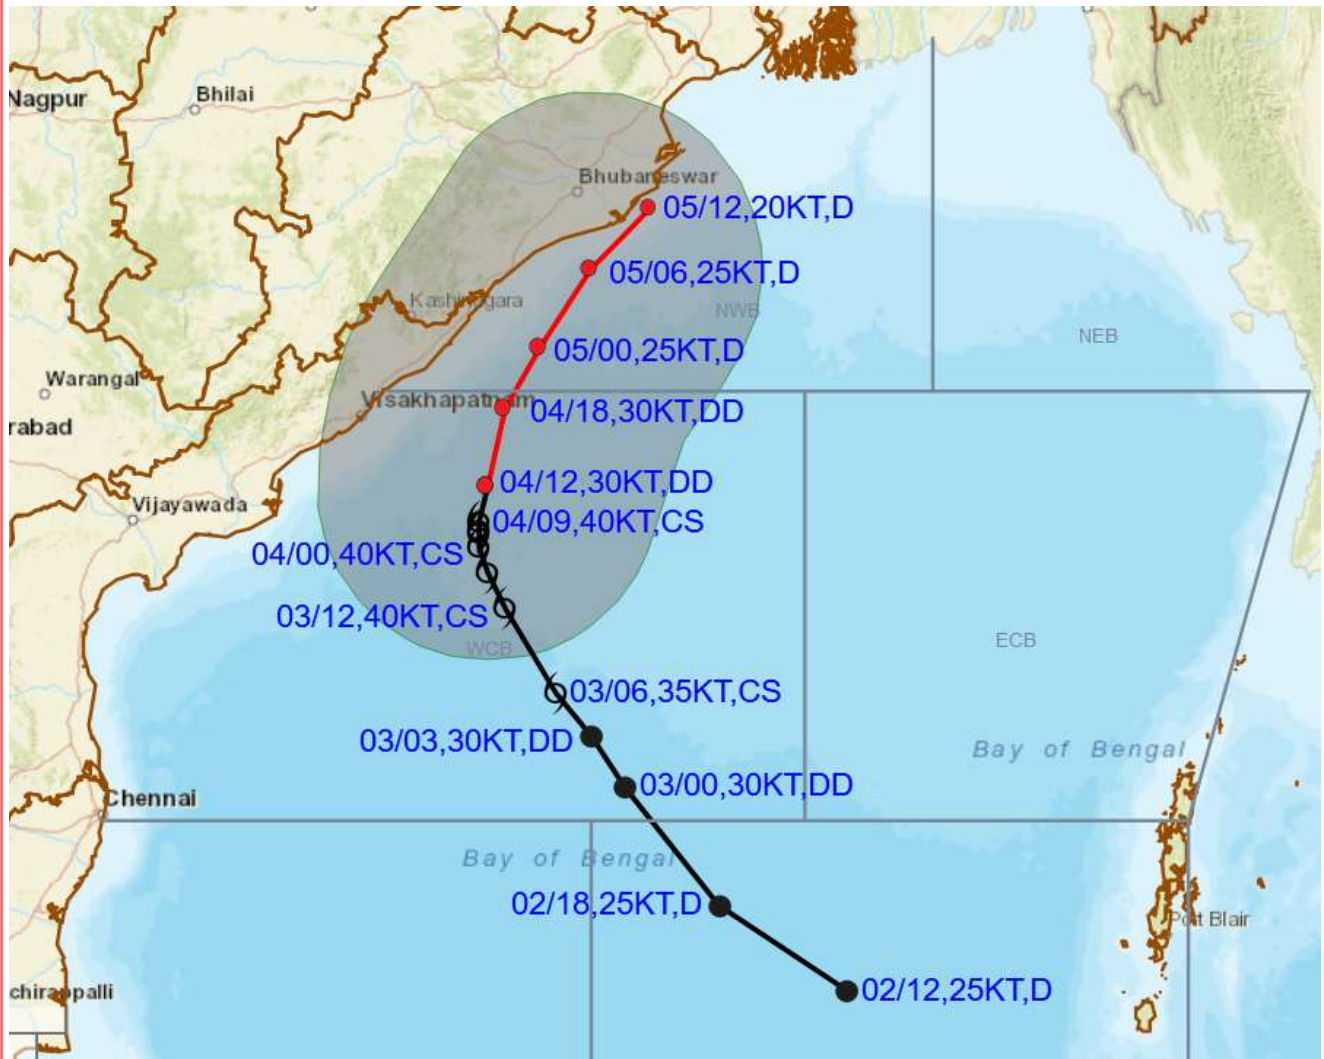 Nagpur
Bhilai
Bhubaneswar
05/12,20KT,D
05/06,25KT,D
Kashinagara
NWB
NEB
05/00,25KT,D
Warangal
Visakhapatnam
04/18,30KT,DD
rabad
04/12,30KT,DD
Vijayawada
04/09,40KT,CS
04/00,40KT,CS
03/12,40KT,CS
WCB
ECB
03/06,35KT,CS
03/03,30KT,DD
Bay of Bengal
03/00,30KT,DD
Chennai
Bay of Bengal
02/18,25KT,D
Port Blair
chirappalli
02/12,25KT,D